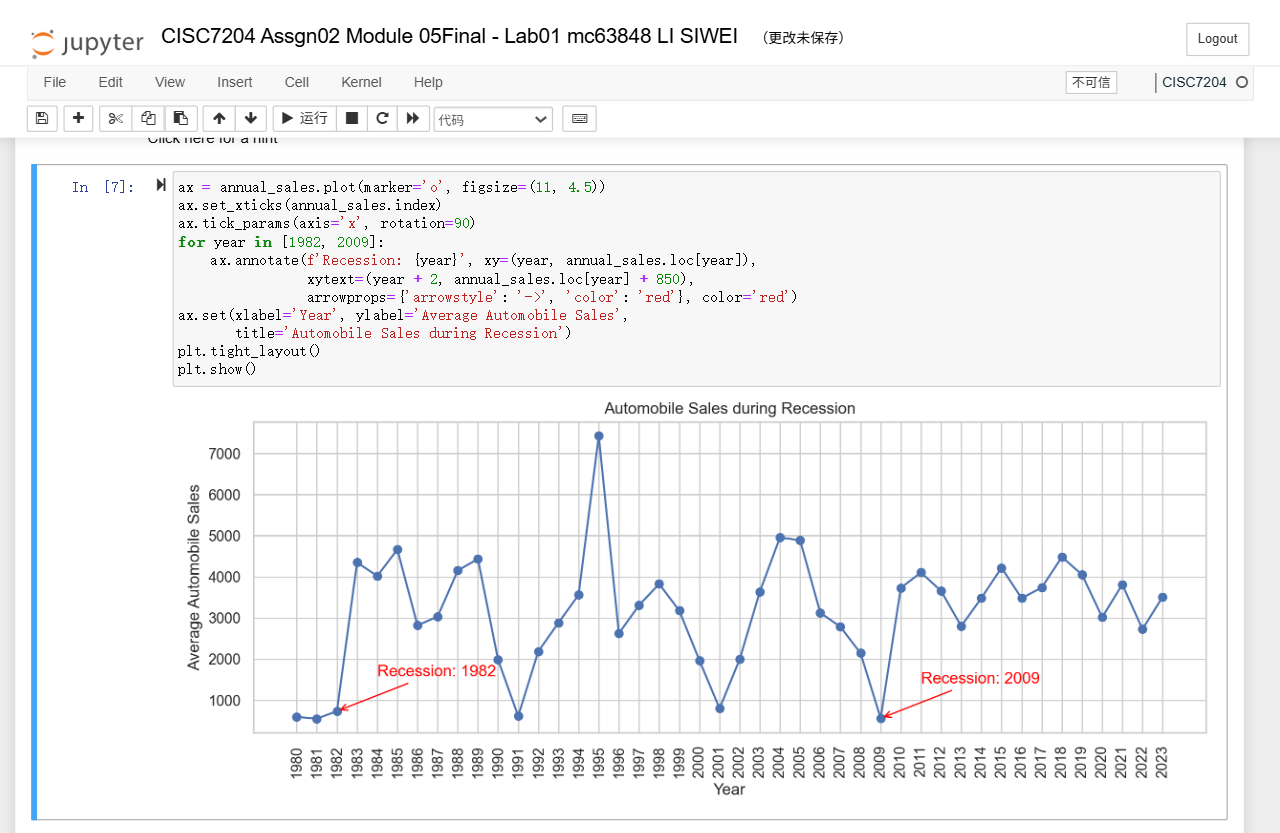 jupyter CISC7204 Assgn02 Module 05Final - Lab01 mc63848 LI SIWEI (更改未保存) Logout
File Edit View Insert Cell Kernel Help 不可信 CISC7204
运行 代码
Click here for a hint
In [7]: ax = annual_sales.plot(marker='o', figsize=(11, 4.5))
ax.set_xticks(annual_sales.index)
ax.tick_params(axis='x', rotation=90)
for year in [1982, 2009]:
    ax.annotate(f'Recession: {year}', xy=(year, annual_sales.loc[year]),
                xytext=(year + 2, annual_sales.loc[year] + 850),
                arrowprops={'arrowstyle': '->', 'color': 'red'}, color='red')
ax.set(xlabel='Year', ylabel='Average Automobile Sales',
       title='Automobile Sales during Recession')
plt.tight_layout()
plt.show()
Automobile Sales during Recession
Average Automobile Sales
7000
6000
5000
4000
3000
2000
1000
Recession: 1982
Recession: 2009
1980 1981 1982 1983 1984 1985 1986 1987 1988 1989 1990 1991 1992 1993 1994 1995 1996 1997 1998 1999 2000 2001 2002 2003 2004 2005 2006 2007 2008 2009 2010 2011 2012 2013 2014 2015 2016 2017 2018 2019 2020 2021 2022 2023
Year